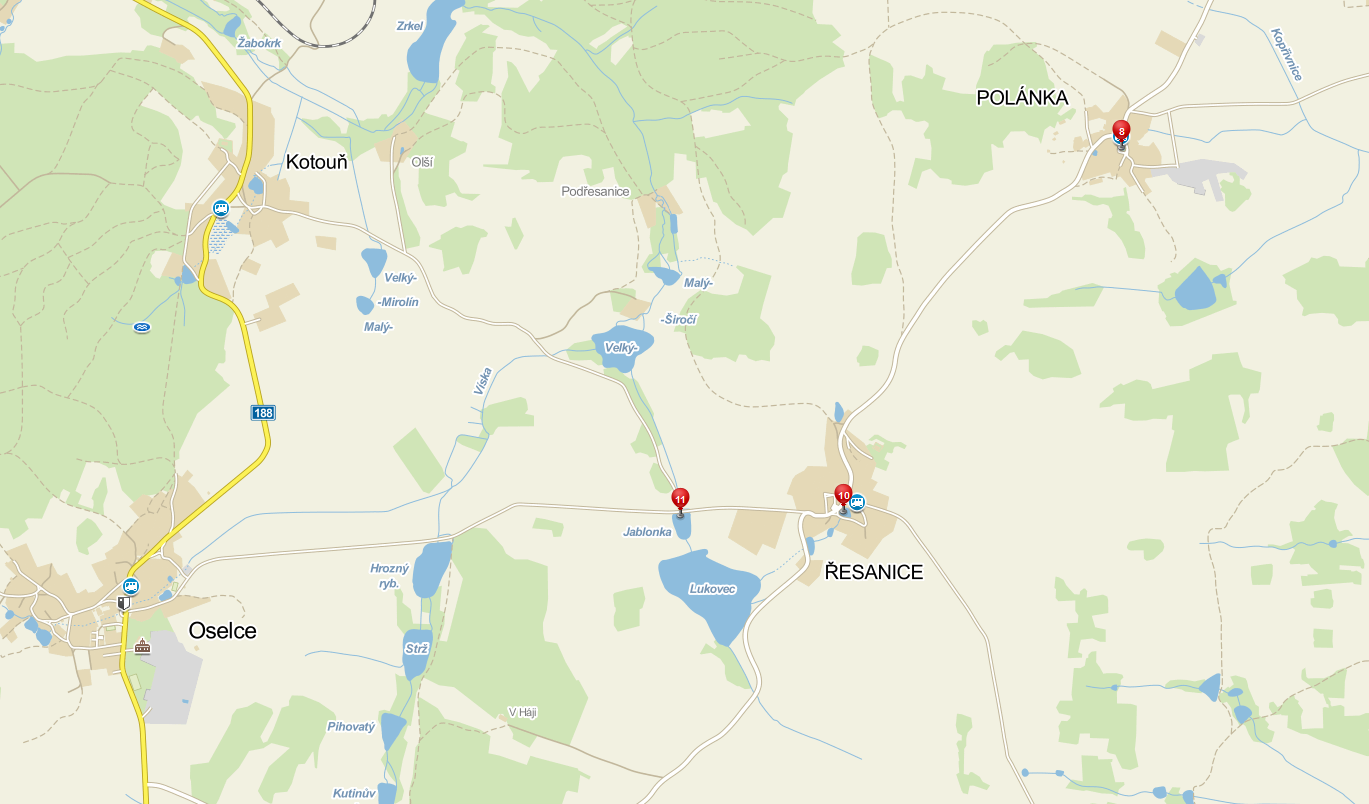 Zrkel
Žabokrk
Kopřivnice
POLÁNKA
8
Kotouň
Olší
Podřesanice
Velký-
-Mirolín
Malý-
Malý-
-Širočí
Velký-
Víska
188
11
10
Jablonka
Hrozný
ryb.
Lukovec
ŘESANICE
Oselce
Strž
V Háji
Pihovatý
Kutinův